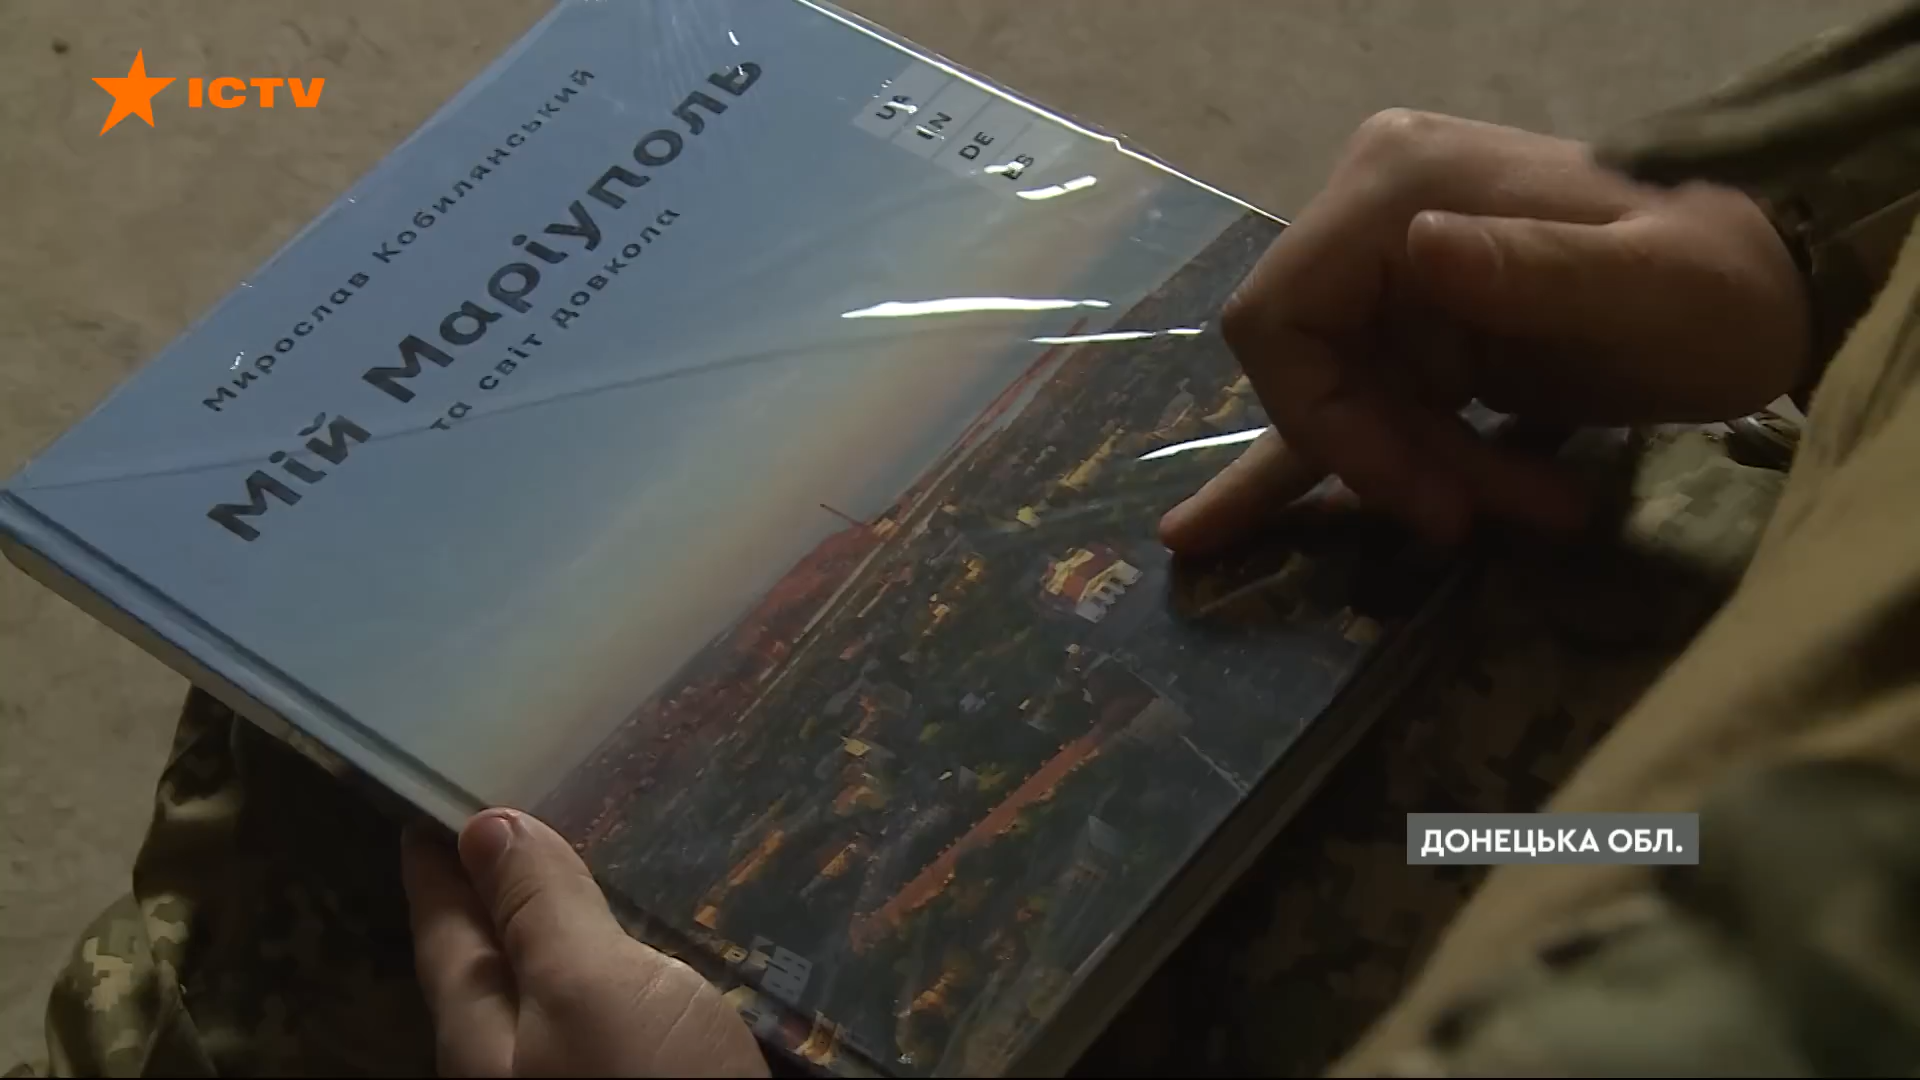 ICTV
Мирослав Кобилянський
Мій Маріуполь
та світ довкола
UA
EN
DE
ES
ДОНЕЦЬКА ОБЛ.